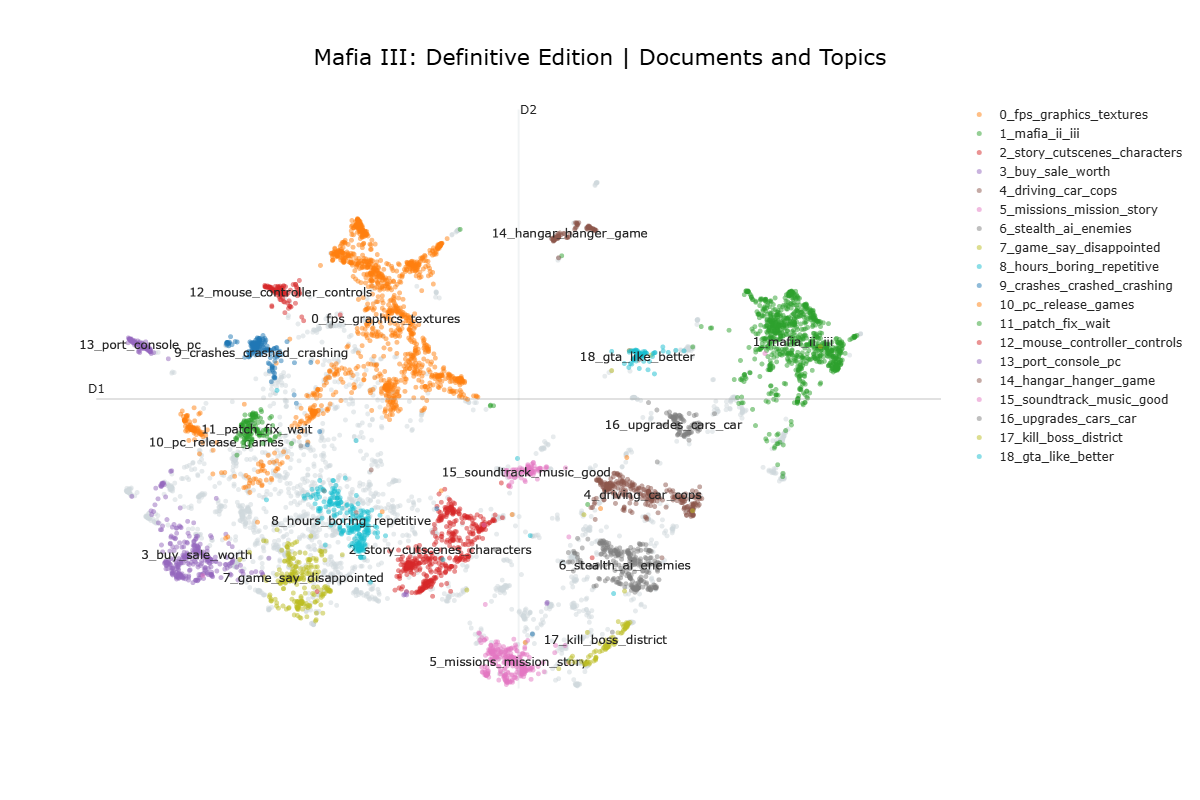 Mafia III: Definitive Edition | Documents and Topics
D2
D1
14_hangar_hanger_game
12_mouse_controller_controls
0_fps_graphics_textures
13_port_console_pc
9_crashes_crashed_crashing
1_mafia_ii_iii
18_gta_like_better
16_upgrades_cars_car
11_patch_fix_wait
10_pc_release_games
15_soundtrack_music_good
4_driving_car_cops
8_hours_boring_repetitive
2_story_cutscenes_characters
3_buy_sale_worth
6_stealth_ai_enemies
7_game_say_disappointed
17_kill_boss_district
5_missions_mission_story
0_fps_graphics_textures
1_mafia_ii_iii
2_story_cutscenes_characters
3_buy_sale_worth
4_driving_car_cops
5_missions_mission_story
6_stealth_ai_enemies
7_game_say_disappointed
8_hours_boring_repetitive
9_crashes_crashed_crashing
10_pc_release_games
11_patch_fix_wait
12_mouse_controller_controls
13_port_console_pc
14_hangar_hanger_game
15_soundtrack_music_good
16_upgrades_cars_car
17_kill_boss_district
18_gta_like_better